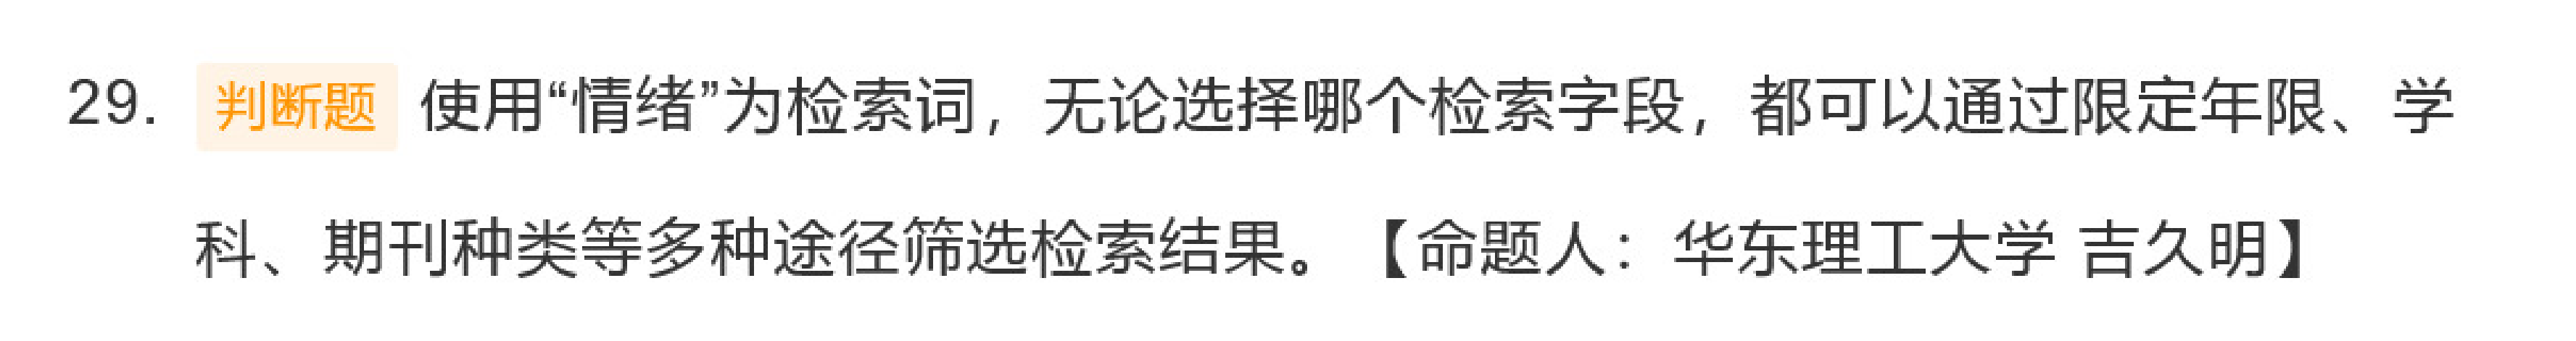 29. 判断题 使用“情绪”为检索词，无论选择哪个检索字段，都可以通过限定年限、学
科、期刊种类等多种途径筛选检索结果。【命题人：华东理工大学 吉久明】